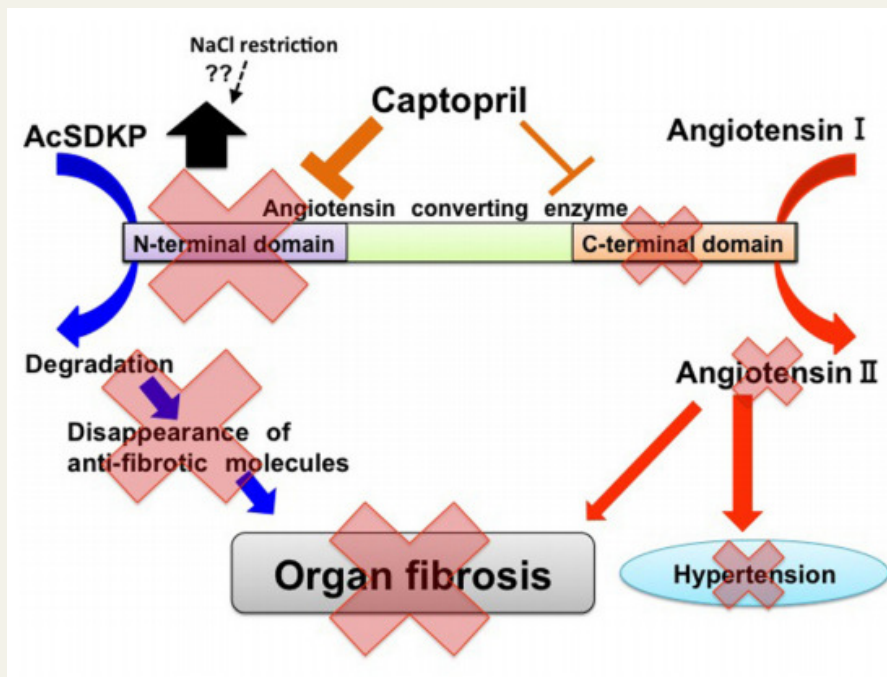 NaCl restriction
??
Captopril
AcSDKP
Angiotensin Ⅰ
Angiotensin converting enzyme
N-terminal domain
C-terminal domain
Degradation
Angiotensin Ⅱ
Disappearance of
anti-fibrotic molecules
Organ fibrosis
Hypertension